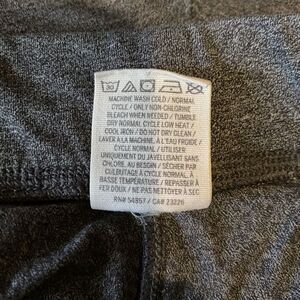 MACHINE WASH COLD / NORMAL
CYCLE / ONLY NON-CHLORINE
BLEACH WHEN NEEDED / TUMBLE
DRY NORMAL CYCLE LOW HEAT /
COOL IRON / DO NOT DRY CLEAN /
LAVER À LA MACHINE, À L'EAU FROIDE /
CYCLE NORMAL / UTILISER
UNIQUEMENT DU JAVELLISANT SANS
CHLORE, AU BESOIN / SÉCHER PAR
CULBUTAGE À CYCLE NORMAL, À
BASSE TEMPÉRATURE / REPASSER À
FER DOUX / NE PAS NETTOYER À SEC
RN# 54857 / CA# 23226